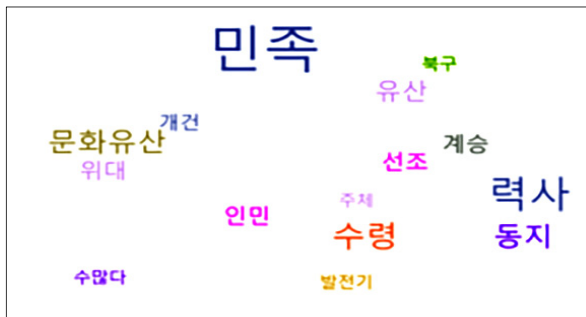 민족
북구
유산
개건
문화유산
계승
선조
위대
력사
주체
인민
수령
동지
수많다
발전기